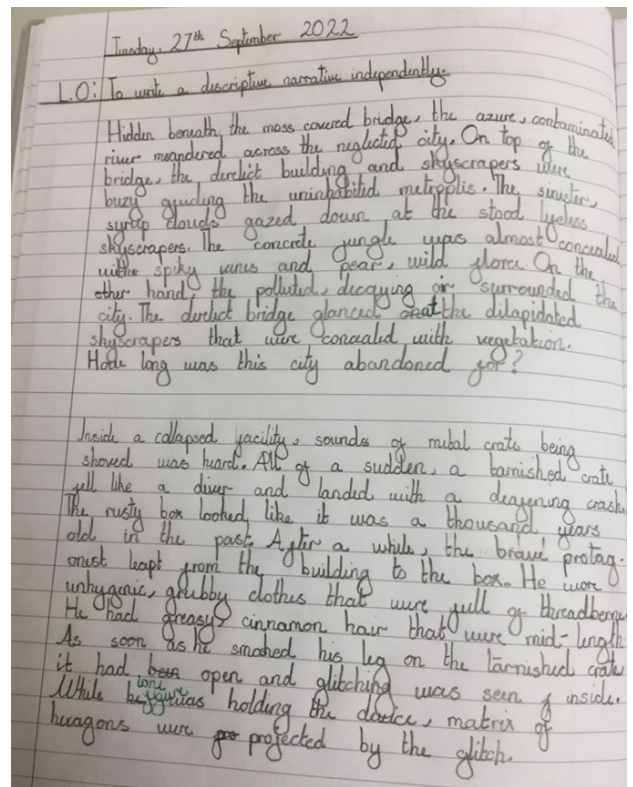 Tuesday, 27th September 2022
L.O: To write a descriptive narrative independently.
Hidden beneath the moss covered bridge, the azure, contaminated
river meandered across the neglected city. On top of the
bridge, the derelict building and skyscrapers were
buzy guiding the uninhabited metroplis. The sinister,
syrup clouds gazed down at the stood lyeless
skyscrapers. The concrete jungle was almost concealed
with spiky vines and pear, wild flora. On the
other hand, the polluted, decaying air surrounded the
city. The derelict bridge glanced at the dilapidated
skyscrapers that were concealed with vegetation.
How long was this city abandoned for?
Inside a collapsed facility, sounds of metal crate being
shoved was heard. All of a sudden, a tarnished crate
fell like a diver and landed with a deafening crash.
The rusty box looked like it was a thousand years
old in the past. After a while, the brave protag-
onist leapt from the building to the box. He wore
unhygenic, grubby clothes that were full of
He had greasy, cinnamon hair that were mid-length
As soon as he smashed his leg on the tarnished crate
it had open and glitching was seen inside.
While lone figure was holding the device, matrix of
hexagons were projected by the glitch.